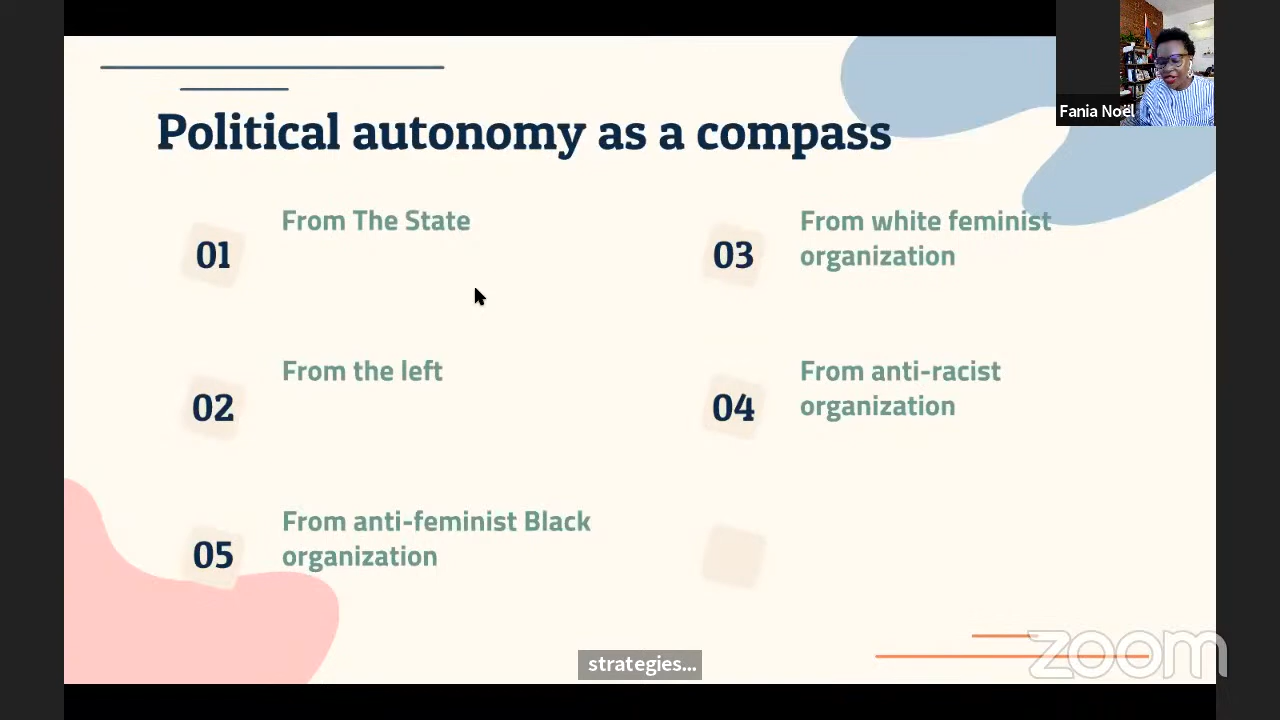 Fania Noël
Political autonomy as a compass
01
From The State
03
From white feminist
organization
02
From the left
04
From anti-racist
organization
05
From anti-feminist Black
organization
strategies...
zoom